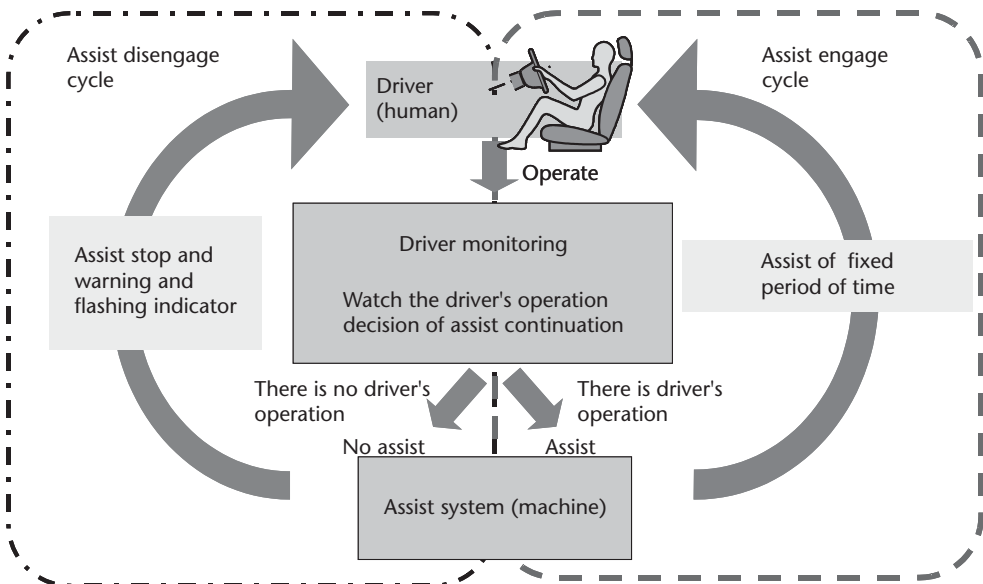 Assist disengage
cycle
Driver
(human)
Assist engage
cycle
Operate
Assist stop and
warning and
flashing indicator
Driver monitoring
Watch the driver's operation
decision of assist continuation
Assist of fixed
period of time
There is no driver's
operation
There is driver's
operation
No assist
Assist
Assist system (machine)